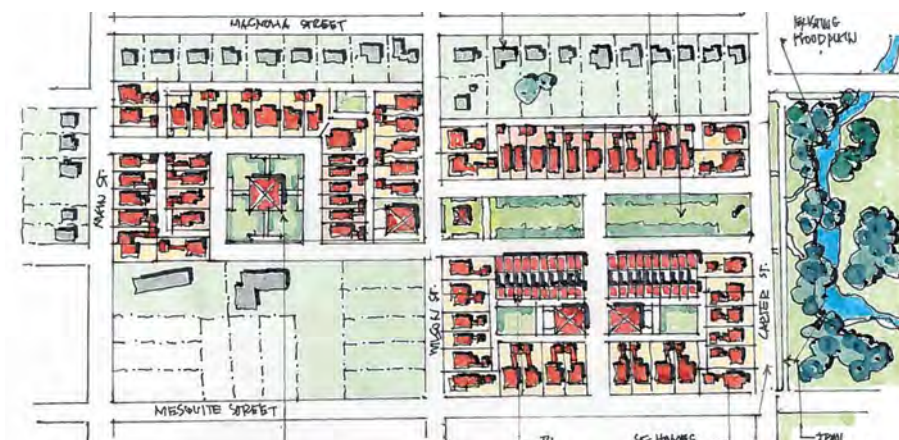 MAGNOLIA STREET
EXISTING
FLOODPLAIN
MAIN ST.
WILSON ST.
CARTER ST.
MESQUITE STREET